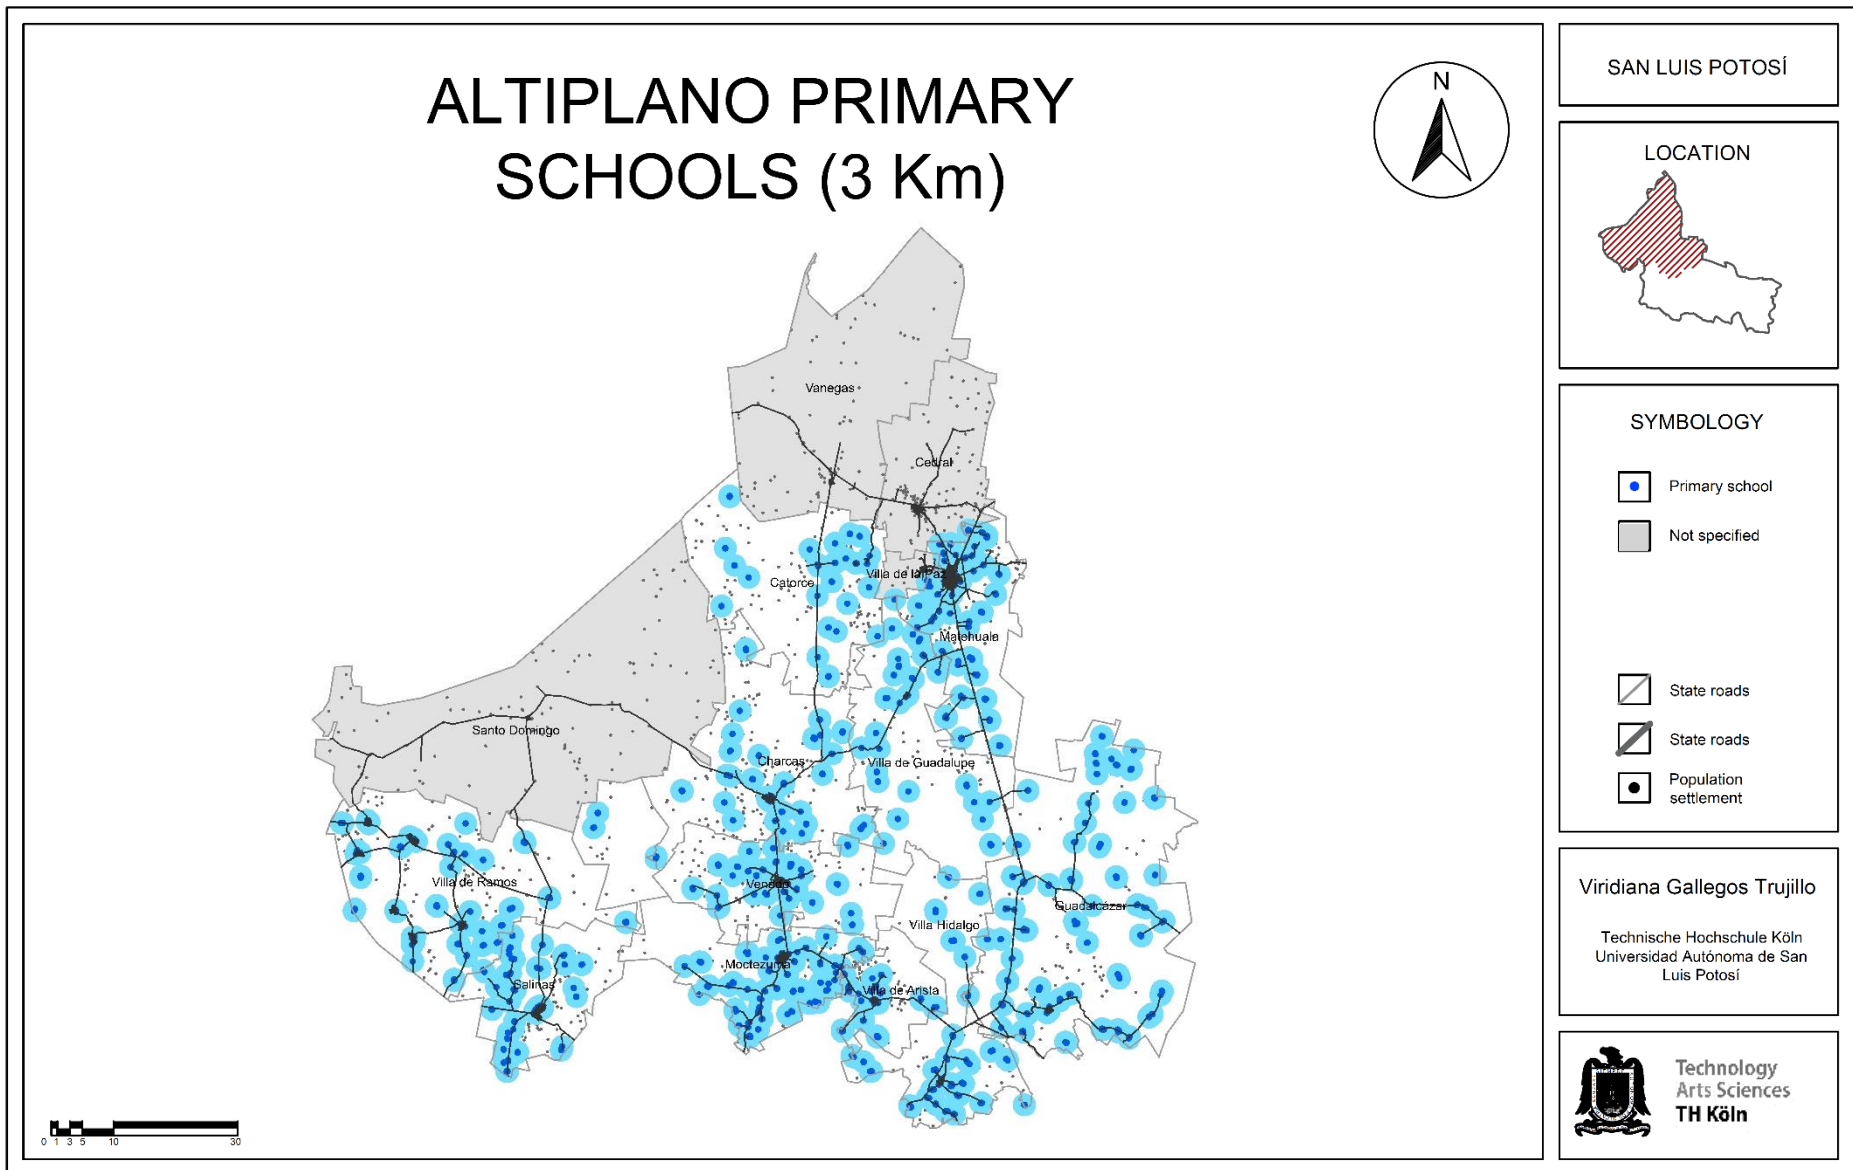 ALTIPLANO PRIMARY
SCHOOLS (3 Km)
N
Vanegas
Cedral
Villa de la Paz
Catorce
Matehuala
Santo Domingo
Charcas
Villa de Guadalupe
Villa de Ramos
Venado
Guadalcázar
Villa Hidalgo
Moctezuma
Salinas
Villa de Arista
0 1 3 5 10 30
SAN LUIS POTOSÍ
LOCATION
SYMBOLOGY
Primary school
Not specified
State roads
State roads
Population
settlement
Viridiana Gallegos Trujillo
Technische Hochschule Köln
Universidad Autónoma de San
Luis Potosí
Technology
Arts Sciences
TH Köln